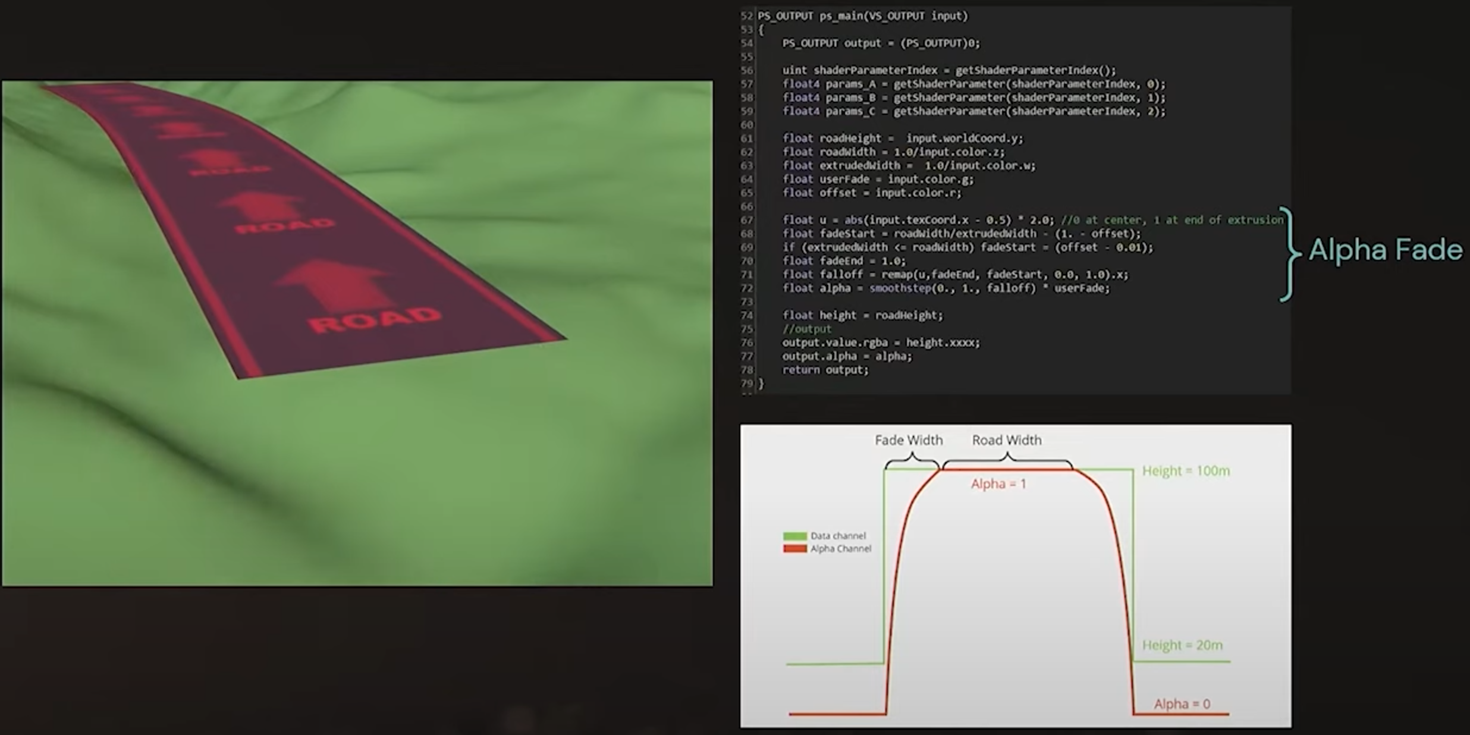 52 PS_OUTPUT ps_main(VS_OUTPUT input)
53 {
54 PS_OUTPUT output = (PS_OUTPUT)0;
55
56 uint shaderParameterIndex = getShaderParameterIndex();
57 float4 params_A = getShaderParameter(shaderParameterIndex, 0);
58 float4 params_B = getShaderParameter(shaderParameterIndex, 1);
59 float4 params_C = getShaderParameter(shaderParameterIndex, 2);
60
61 float roadHeight = input.worldCoord.y;
62 float roadWidth = 1.0/input.color.z;
63 float extrudedWidth = 1.0/input.color.w;
64 float userFade = input.color.g;
65 float offset = input.color.r;
66
67 float u = abs(input.texCoord.x - 0.5) * 2.0; //0 at center, 1 at end of extrusion
68 float fadeStart = roadWidth/extrudedWidth - (1. - offset);
69 if (extrudedWidth <= roadWidth) fadeStart = (offset - 0.01);
70 float fadeEnd = 1.0;
71 float falloff = remap(u,fadeEnd, fadeStart, 0.0, 1.0).x;
72 float alpha = smoothstep(0., 1., falloff) * userFade;
73
74 float height = roadHeight;
75 //output
76 output.value.rgba = height.xxxx;
77 output.alpha = alpha;
78 return output;
79 }
Alpha Fade
ROAD
ROAD
ROAD
Fade Width Road Width
Height = 100m
Alpha = 1
Data channel
Alpha Channel
Height = 20m
Alpha = 0